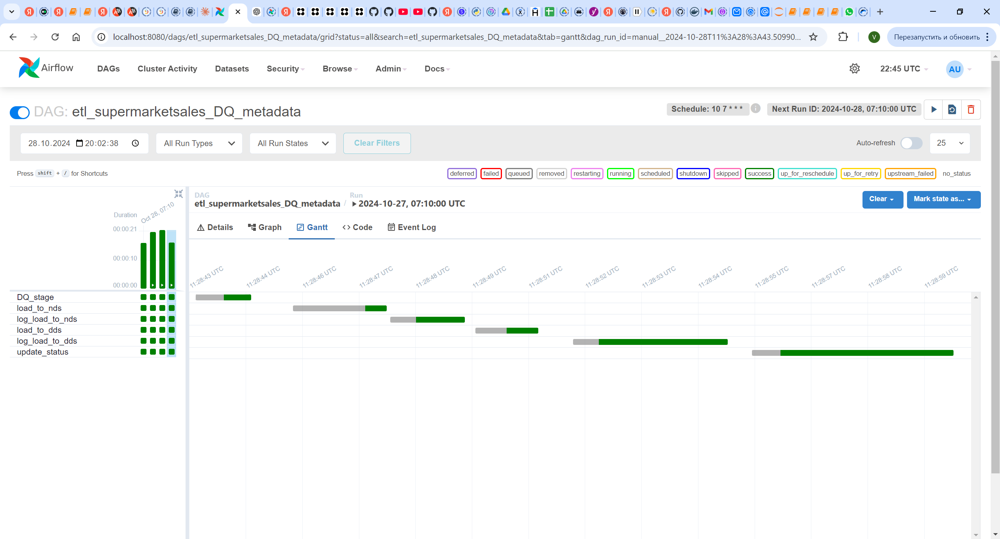 localhost:8080/dags/etl_supermarketsales_DQ_metadata/grid?status=all&search=etl_supermarketsales_DQ_metadata&tab=gantt&dag_run_id=manual__2024-10-28T11%3A28%3A43.50990...
V
Перезапустить и обновить
Airflow
DAGs
Cluster Activity
Datasets
Security
Browse
Admin
Docs
22:45 UTC
AU
DAG: etl_supermarketsales_DQ_metadata
Schedule: 10 7 * * *
Next Run ID: 2024-10-28, 07:10:00 UTC
28.10.2024 20:02:38
All Run Types
All Run States
Clear Filters
Auto-refresh
25
Press shift + / for Shortcuts
deferred
failed
queued
removed
restarting
running
scheduled
shutdown
skipped
success
up_for_reschedule
up_for_retry
upstream_failed
no_status
DAG
etl_supermarketsales_DQ_metadata
/
Run
2024-10-27, 07:10:00 UTC
Clear
Mark state as...
Duration
Oct 28, 07:10
00:00:21
00:00:10
00:00:00
Details
Graph
Gantt
Code
Event Log
11:28:43 UTC
11:28:44 UTC
11:28:46 UTC
11:28:47 UTC
11:28:48 UTC
11:28:49 UTC
11:28:51 UTC
11:28:52 UTC
11:28:53 UTC
11:28:54 UTC
11:28:55 UTC
11:28:57 UTC
11:28:58 UTC
11:28:59 UTC
DQ_stage
load_to_nds
log_load_to_nds
load_to_dds
log_load_to_dds
update_status